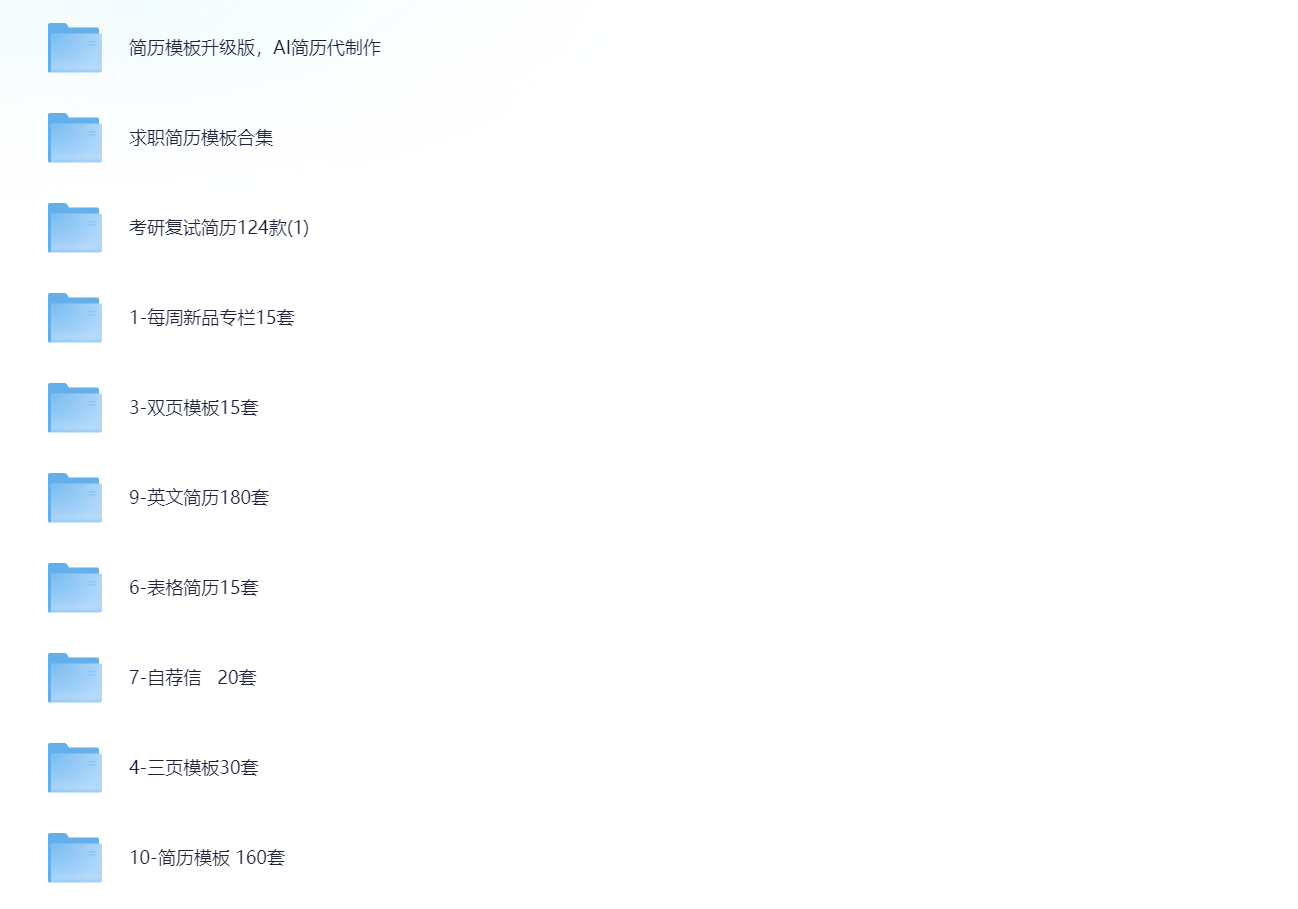 简历模板升级版，AI简历代制作
求职简历模板合集
考研复试简历124款(1)
1-每周新品专栏15套
3-双页模板15套
9-英文简历180套
6-表格简历15套
7-自荐信   20套
4-三页模板30套
10-简历模板 160套